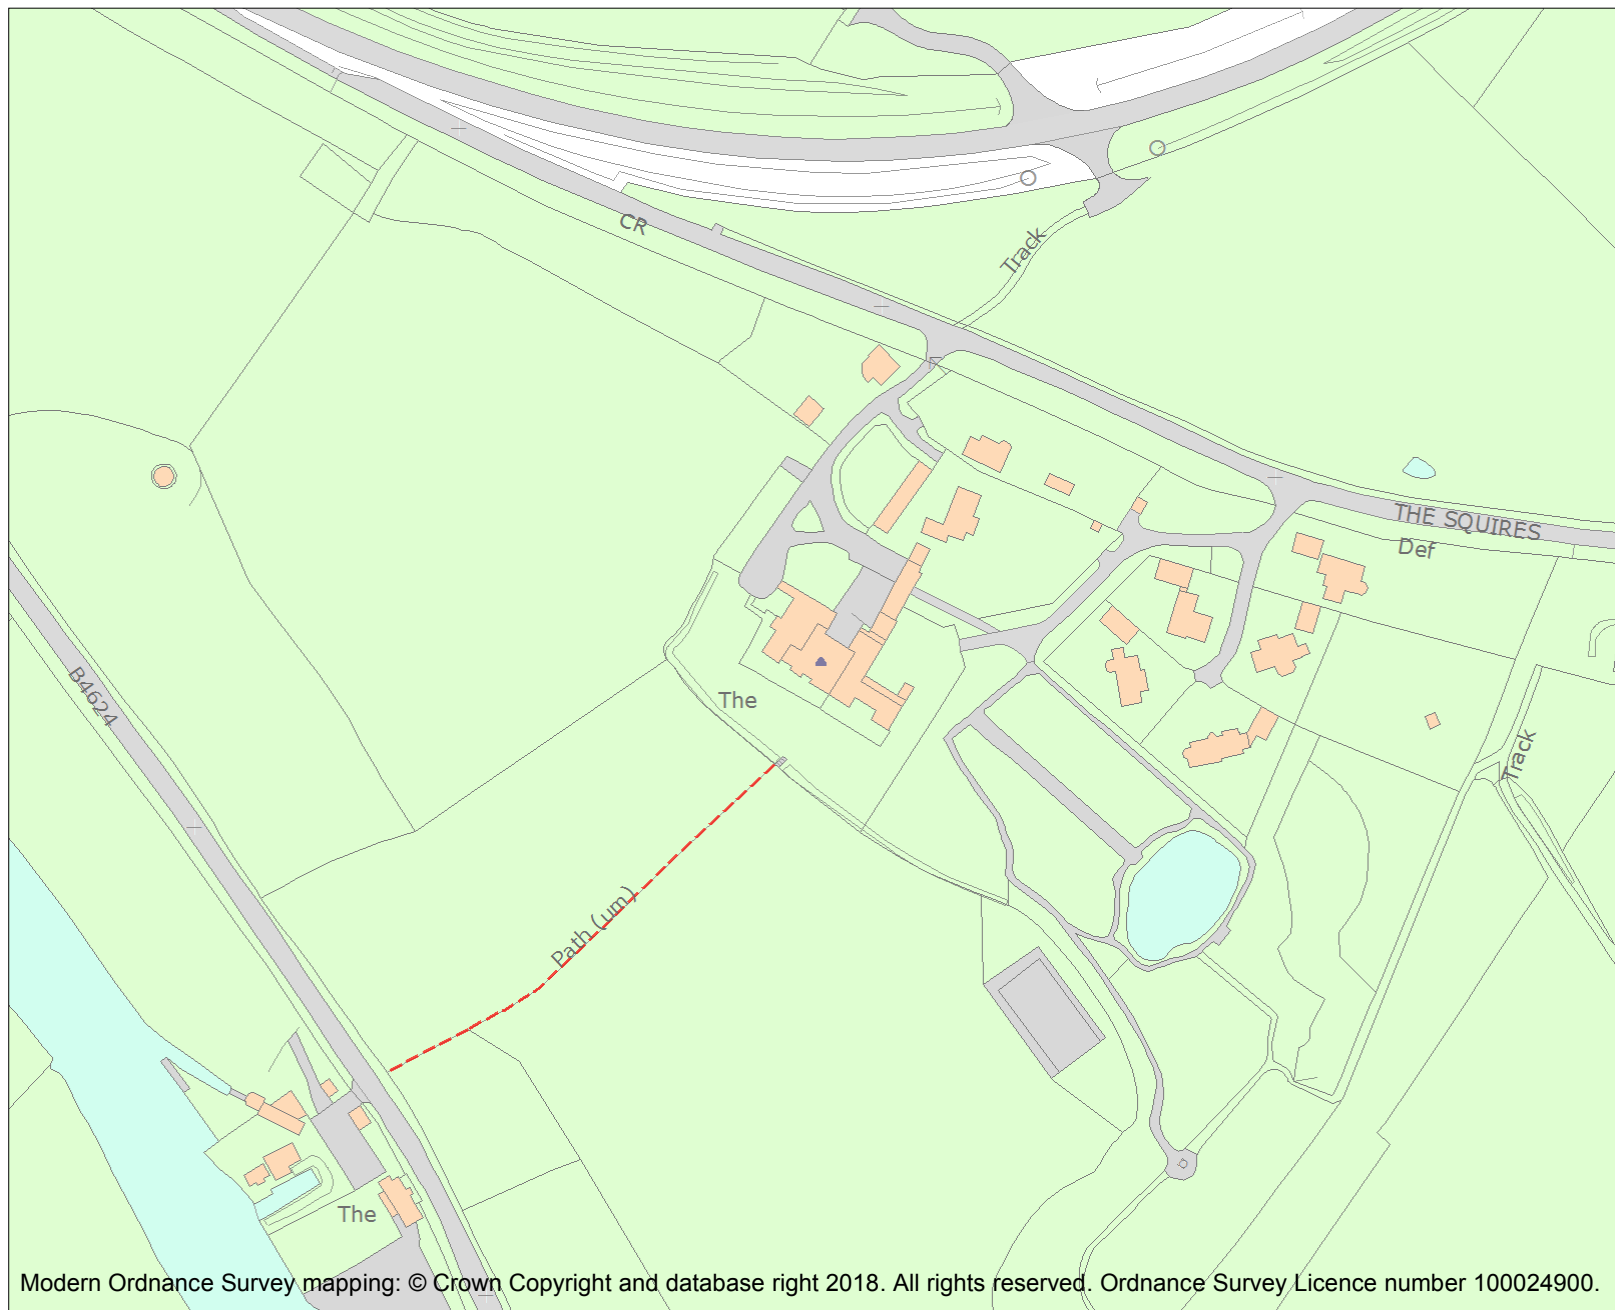 CR
Track
THE SQUIRES
Def
B4624
The
Track
Path (um)
The
Modern Ordnance Survey mapping: © Crown Copyright and database right 2018. All rights reserved. Ordnance Survey Licence number 100024900.